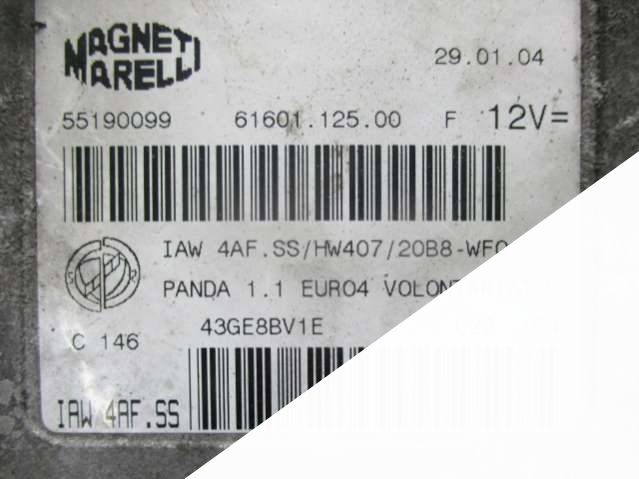 MAGNETI
MARELLI
29.01.04
55190099 61601.125.00 F 12V=
IAW 4AF.SS/HW407/20B8-WFO
PANDA 1.1 EURO4
C 146 43GE8BV1E
IAW 4AF.SS